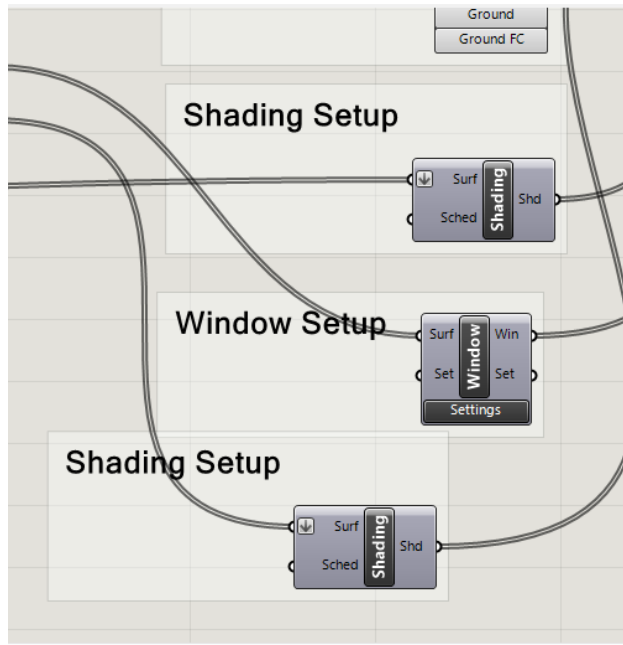 Ground
Ground FC
Shading Setup
Surf
Sched
Shading
Shd
Window Setup
Surf
Set
Window
Win
Set
Settings
Shading Setup
Surf
Sched
Shading
Shd